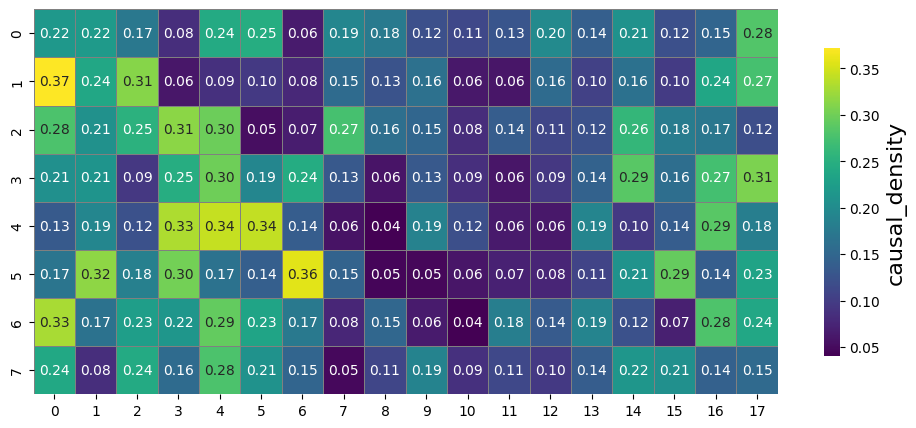 0 0.22 0.22 0.17 0.08 0.24 0.25 0.06 0.19 0.18 0.12 0.11 0.13 0.20 0.14 0.21 0.12 0.15 0.28
1 0.37 0.24 0.31 0.06 0.09 0.10 0.08 0.15 0.13 0.16 0.06 0.06 0.16 0.10 0.16 0.10 0.24 0.27
2 0.28 0.21 0.25 0.31 0.30 0.05 0.07 0.27 0.16 0.15 0.08 0.14 0.11 0.12 0.26 0.18 0.17 0.12
3 0.21 0.21 0.09 0.25 0.30 0.19 0.24 0.13 0.06 0.13 0.09 0.06 0.09 0.14 0.29 0.16 0.27 0.31
4 0.13 0.19 0.12 0.33 0.34 0.34 0.14 0.06 0.04 0.19 0.12 0.06 0.06 0.19 0.10 0.14 0.29 0.18
5 0.17 0.32 0.18 0.30 0.17 0.14 0.36 0.15 0.05 0.05 0.06 0.07 0.08 0.11 0.21 0.29 0.14 0.23
6 0.33 0.17 0.23 0.22 0.29 0.23 0.17 0.08 0.15 0.06 0.04 0.18 0.14 0.19 0.12 0.07 0.28 0.24
7 0.24 0.08 0.24 0.16 0.28 0.21 0.15 0.05 0.11 0.19 0.09 0.11 0.10 0.14 0.22 0.21 0.14 0.15
0 1 2 3 4 5 6 7 8 9 10 11 12 13 14 15 16 17
0.35
0.30
0.25
0.20
0.15
0.10
0.05
causal_density